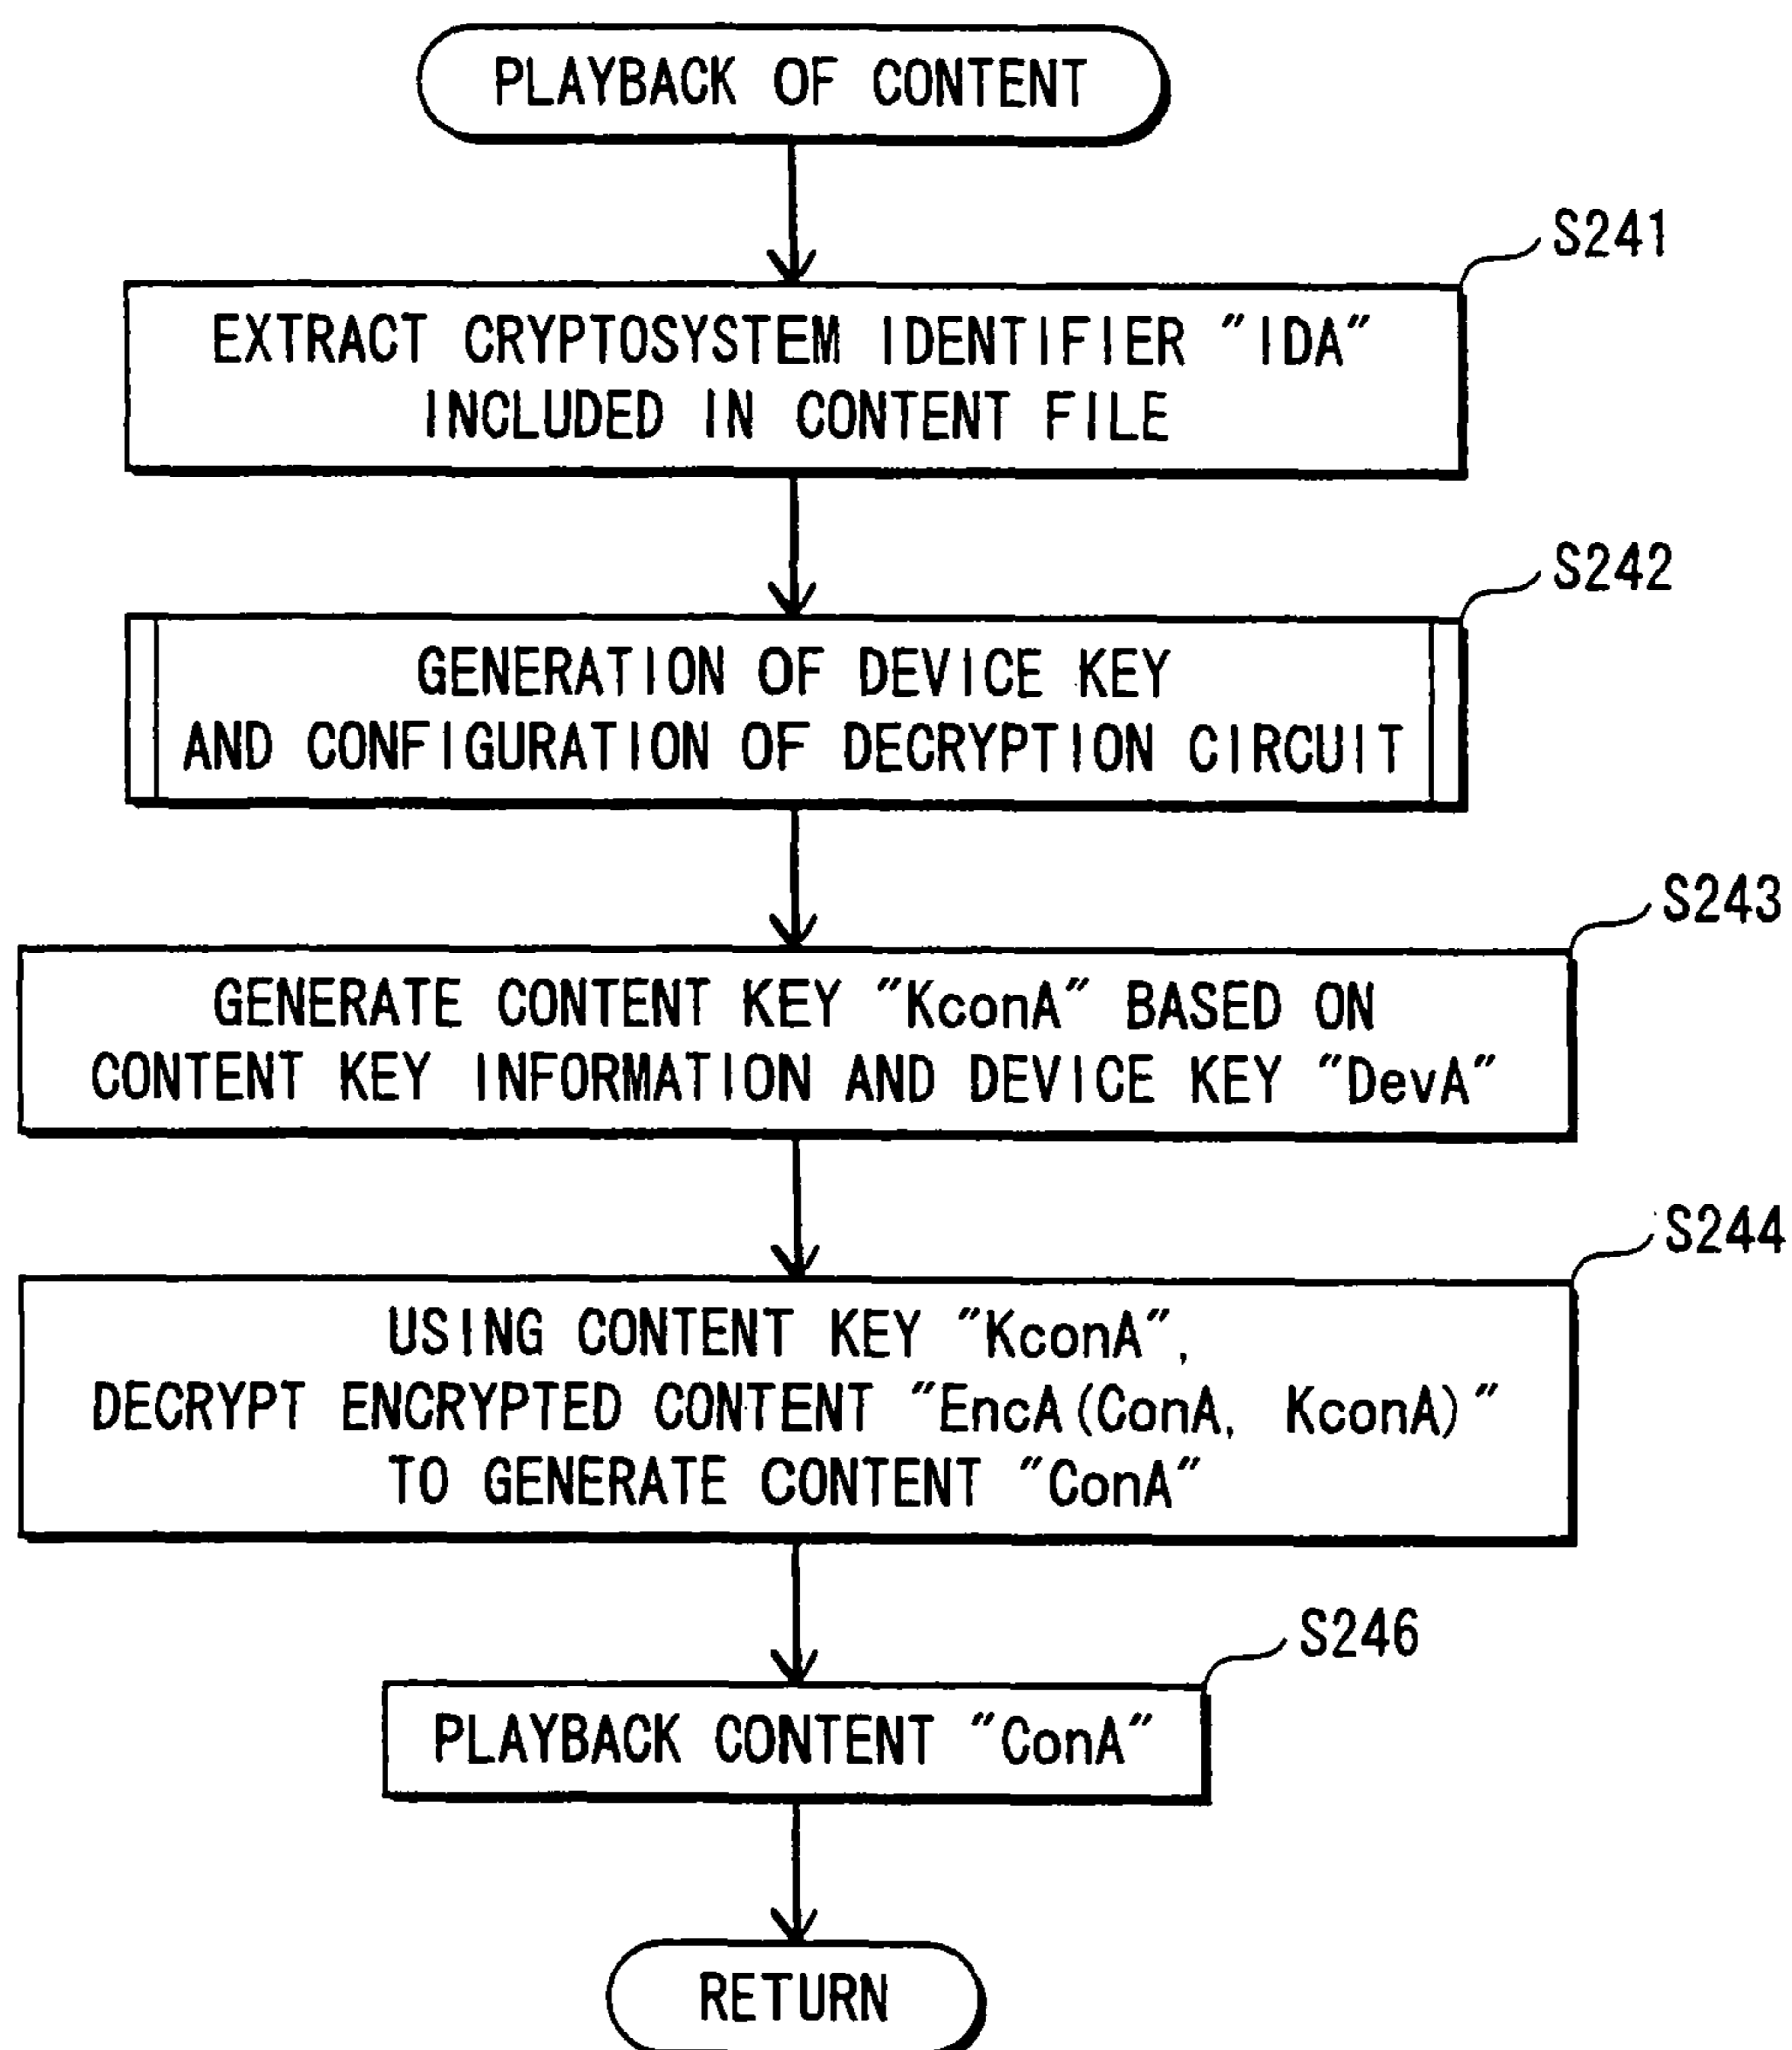 PLAYBACK OF CONTENT
S241
EXTRACT CRYPTOSYSTEM IDENTIFIER "IDA"
INCLUDED IN CONTENT FILE
S242
GENERATION OF DEVICE KEY
AND CONFIGURATION OF DECRYPTION CIRCUIT
S243
GENERATE CONTENT KEY "KconA" BASED ON
CONTENT KEY INFORMATION AND DEVICE KEY "DevA"
S244
USING CONTENT KEY "KconA",
DECRYPT ENCRYPTED CONTENT "EncA(ConA, KconA)"
TO GENERATE CONTENT "ConA"
S246
PLAYBACK CONTENT "ConA"
RETURN